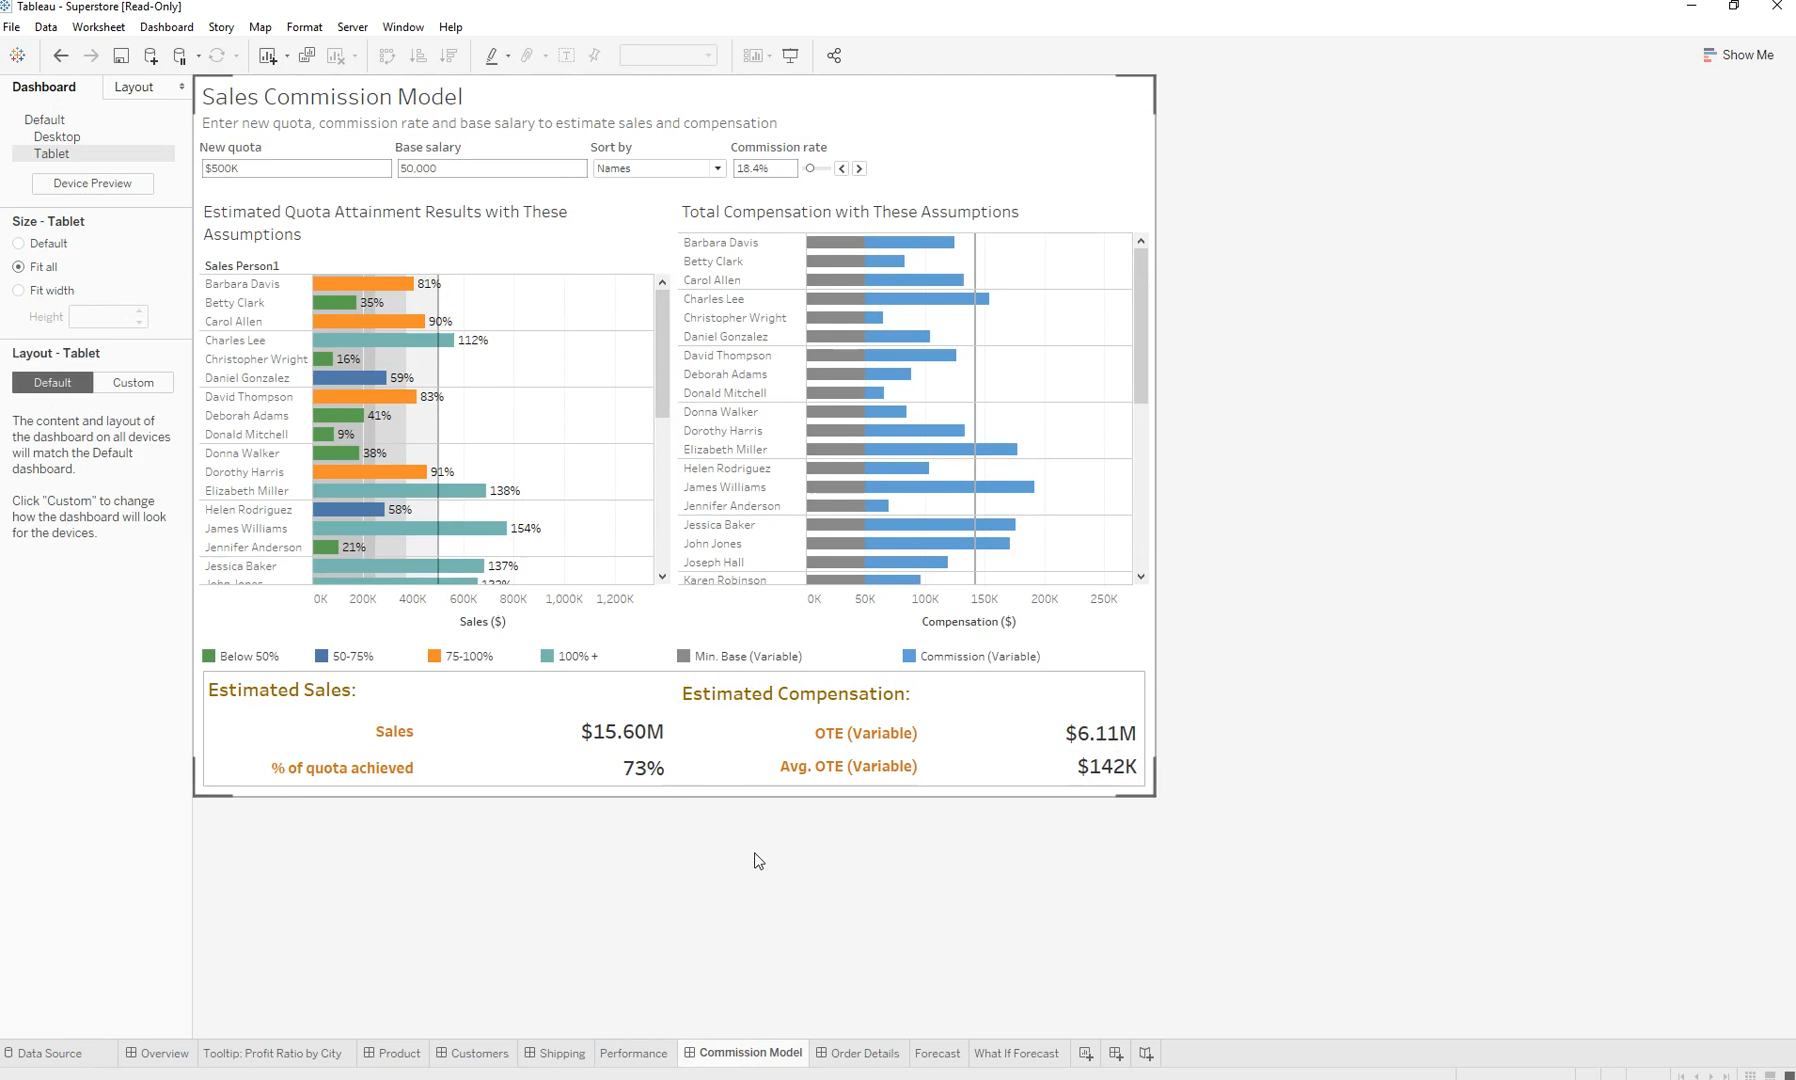 Tableau - Superstore [Read-Only]
File Data Worksheet Dashboard Story Map Format Server Window Help
Show Me
Dashboard Layout
Default
Desktop
Tablet
Device Preview
Size - Tablet
Default
Fit all
Fit width
Height
Layout - Tablet
Default Custom
The content and layout of
the dashboard on all devices
will match the Default
dashboard.
Click "Custom" to change
how the dashboard will look
for the devices.
Sales Commission Model
Enter new quota, commission rate and base salary to estimate sales and compensation
New quota Base salary Sort by Commission rate
$500K 50,000 Names 18.4%
Estimated Quota Attainment Results with These
Assumptions
Sales Person1
Barbara Davis 81%
Betty Clark 35%
Carol Allen 90%
Charles Lee 112%
Christopher Wright 16%
Daniel Gonzalez 59%
David Thompson 83%
Deborah Adams 41%
Donald Mitchell 9%
Donna Walker 38%
Dorothy Harris 91%
Elizabeth Miller 138%
Helen Rodriguez 58%
James Williams 154%
Jennifer Anderson 21%
Jessica Baker 137%
John Jones 132%
0K 200K 400K 600K 800K 1,000K 1,200K
Sales ($)
Below 50% 50-75% 75-100% 100% +
Total Compensation with These Assumptions
Barbara Davis
Betty Clark
Carol Allen
Charles Lee
Christopher Wright
Daniel Gonzalez
David Thompson
Deborah Adams
Donald Mitchell
Donna Walker
Dorothy Harris
Elizabeth Miller
Helen Rodriguez
James Williams
Jennifer Anderson
Jessica Baker
John Jones
Joseph Hall
Karen Robinson
0K 50K 100K 150K 200K 250K
Compensation ($)
Min. Base (Variable) Commission (Variable)
Estimated Sales:
Sales $15.60M
% of quota achieved 73%
Estimated Compensation:
OTE (Variable) $6.11M
Avg. OTE (Variable) $142K
Data Source Overview Tooltip: Profit Ratio by City Product Customers Shipping Performance Commission Model Order Details Forecast What If Forecast